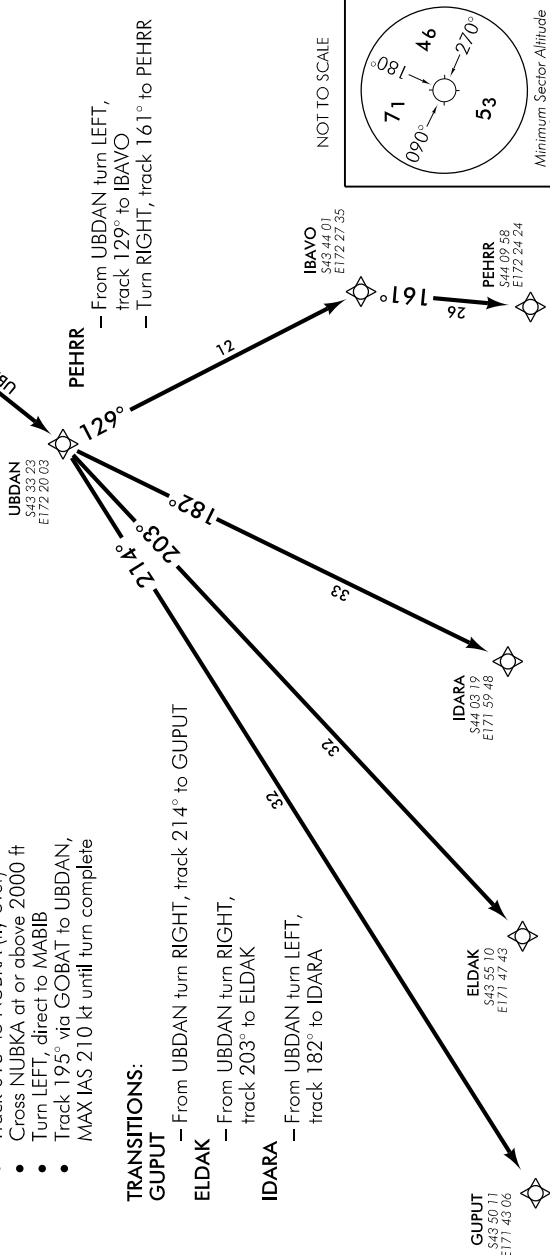 • Cross NUBKA at or above 2000 ft
• Turn LEFT, direct to MABIB
• Track 195° via GOBAT to UBDAN,
MAX IAS 210 kt until turn complete
TRANSITIONS:
GUPUT
– From UBDAN turn RIGHT, track 214° to GUPUT
ELDAK
– From UBDAN turn RIGHT,
track 203° to ELDAK
IDARA
– From UBDAN turn LEFT,
track 182° to IDARA
PEHRR
– From UBDAN turn LEFT,
track 129° to IBAVO
– Turn RIGHT, track 161° to PEHRR
UBDAN
S43 33 23
E172 20 03
214°
203°
182°
129°
32
32
33
12
GUPUT
S43 50 11
E171 43 06
ELDAK
S43 55 10
E171 47 43
IDARA
S44 03 19
E171 59 48
IBAVO
S43 44 01
E172 27 35
161°
26
PEHRR
S44 09 58
E172 24 24
NOT TO SCALE
090°
180°
270°
71
46
53
Minimum Sector Altitude